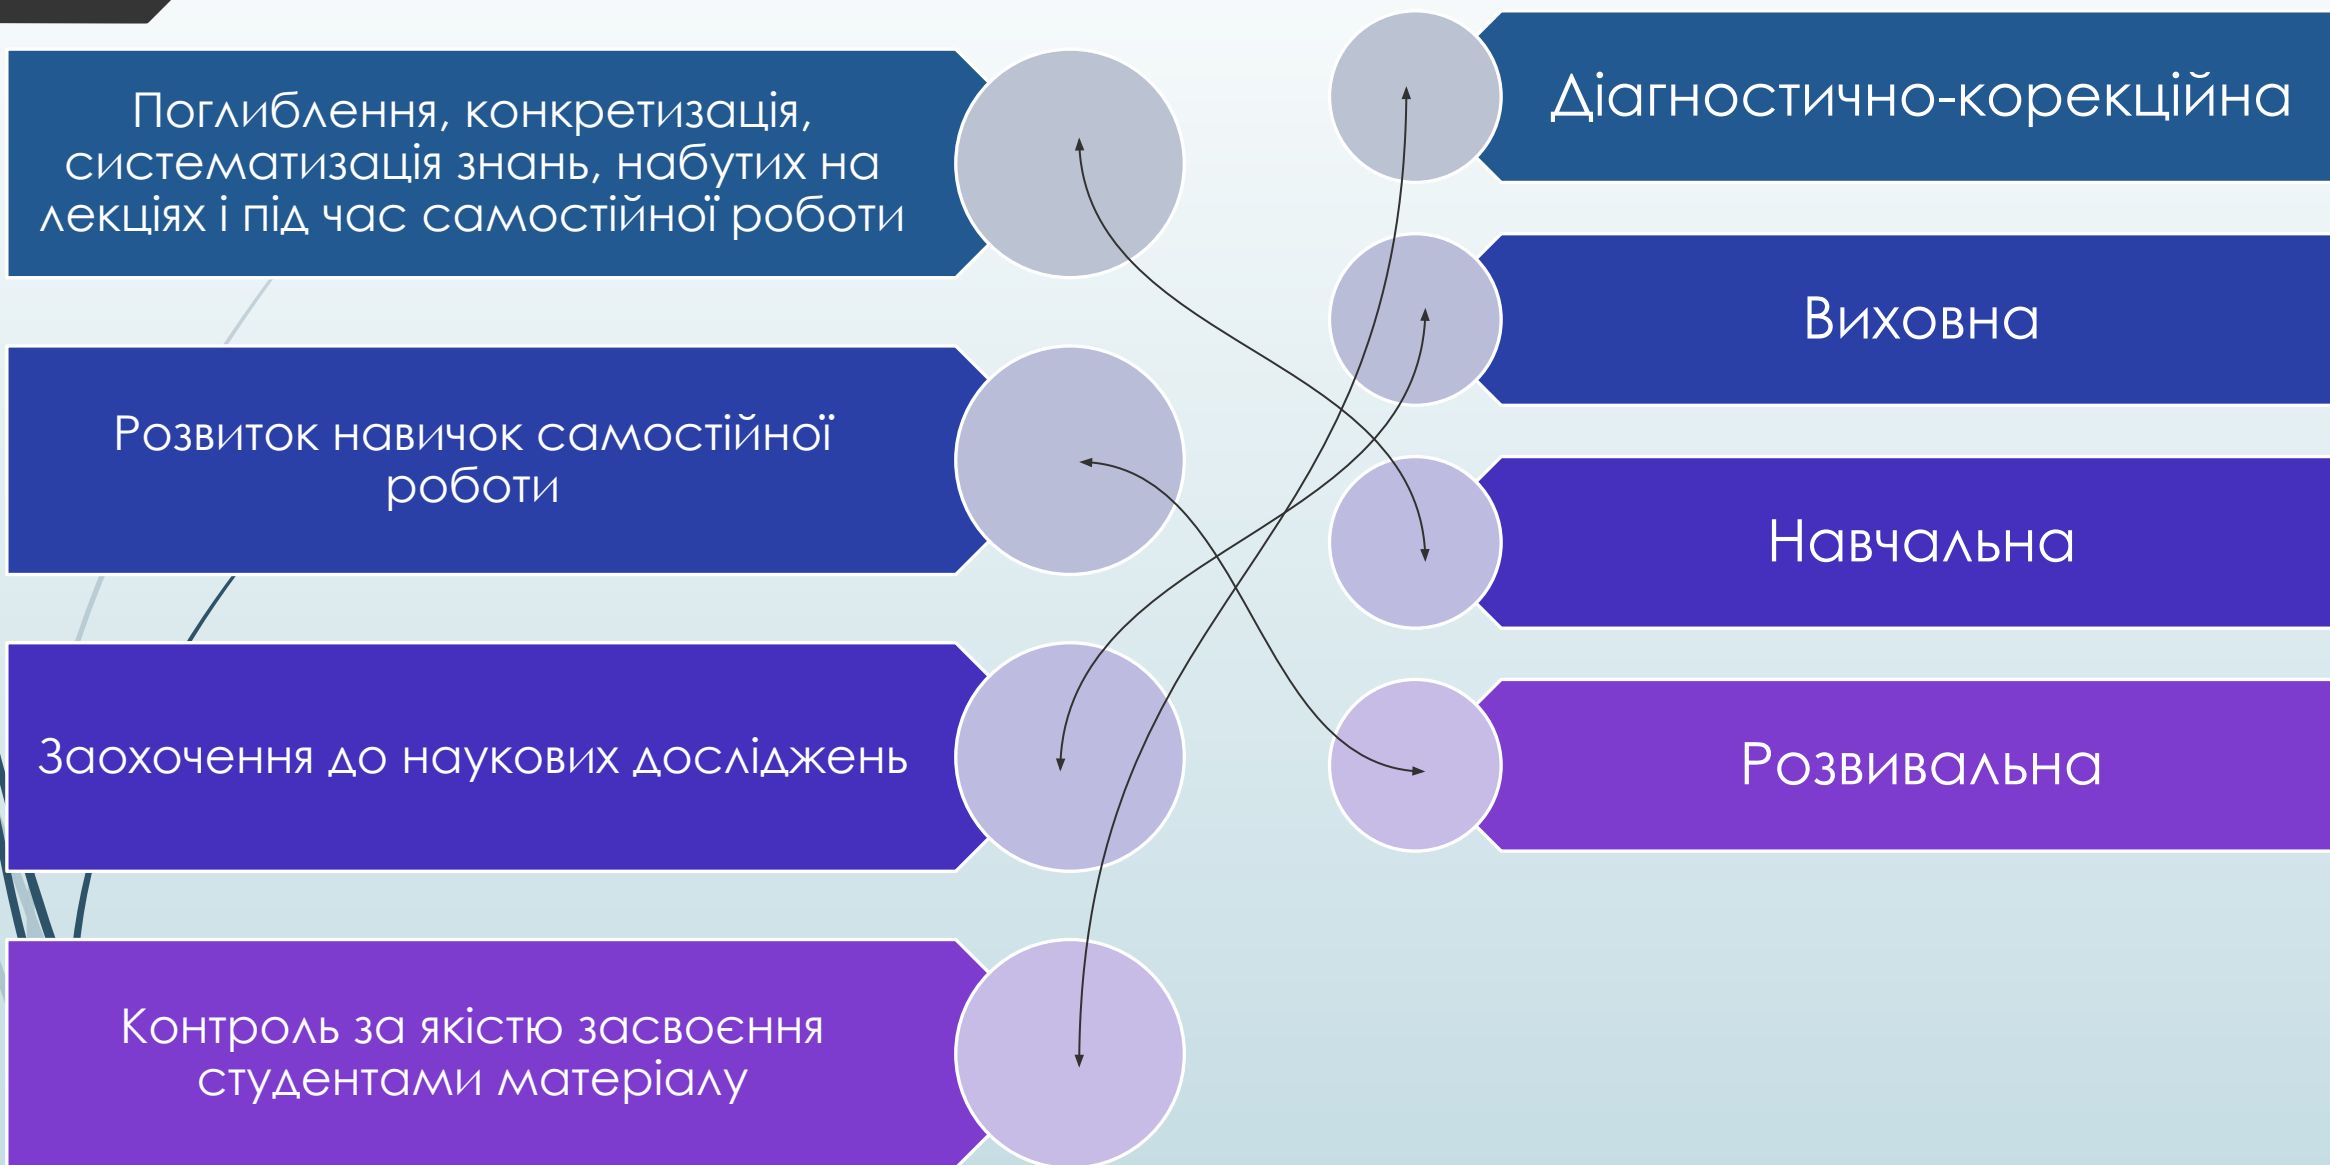 Поглиблення, конкретизація,
систематизація знань, набутих на
лекціях і під час самостійної роботи
Розвиток навичок самостійної
роботи
Заохочення до наукових досліджень
Контроль за якістю засвоєння
студентами матеріалу
Діагностично-корекційна
Виховна
Навчальна
Розвивальна